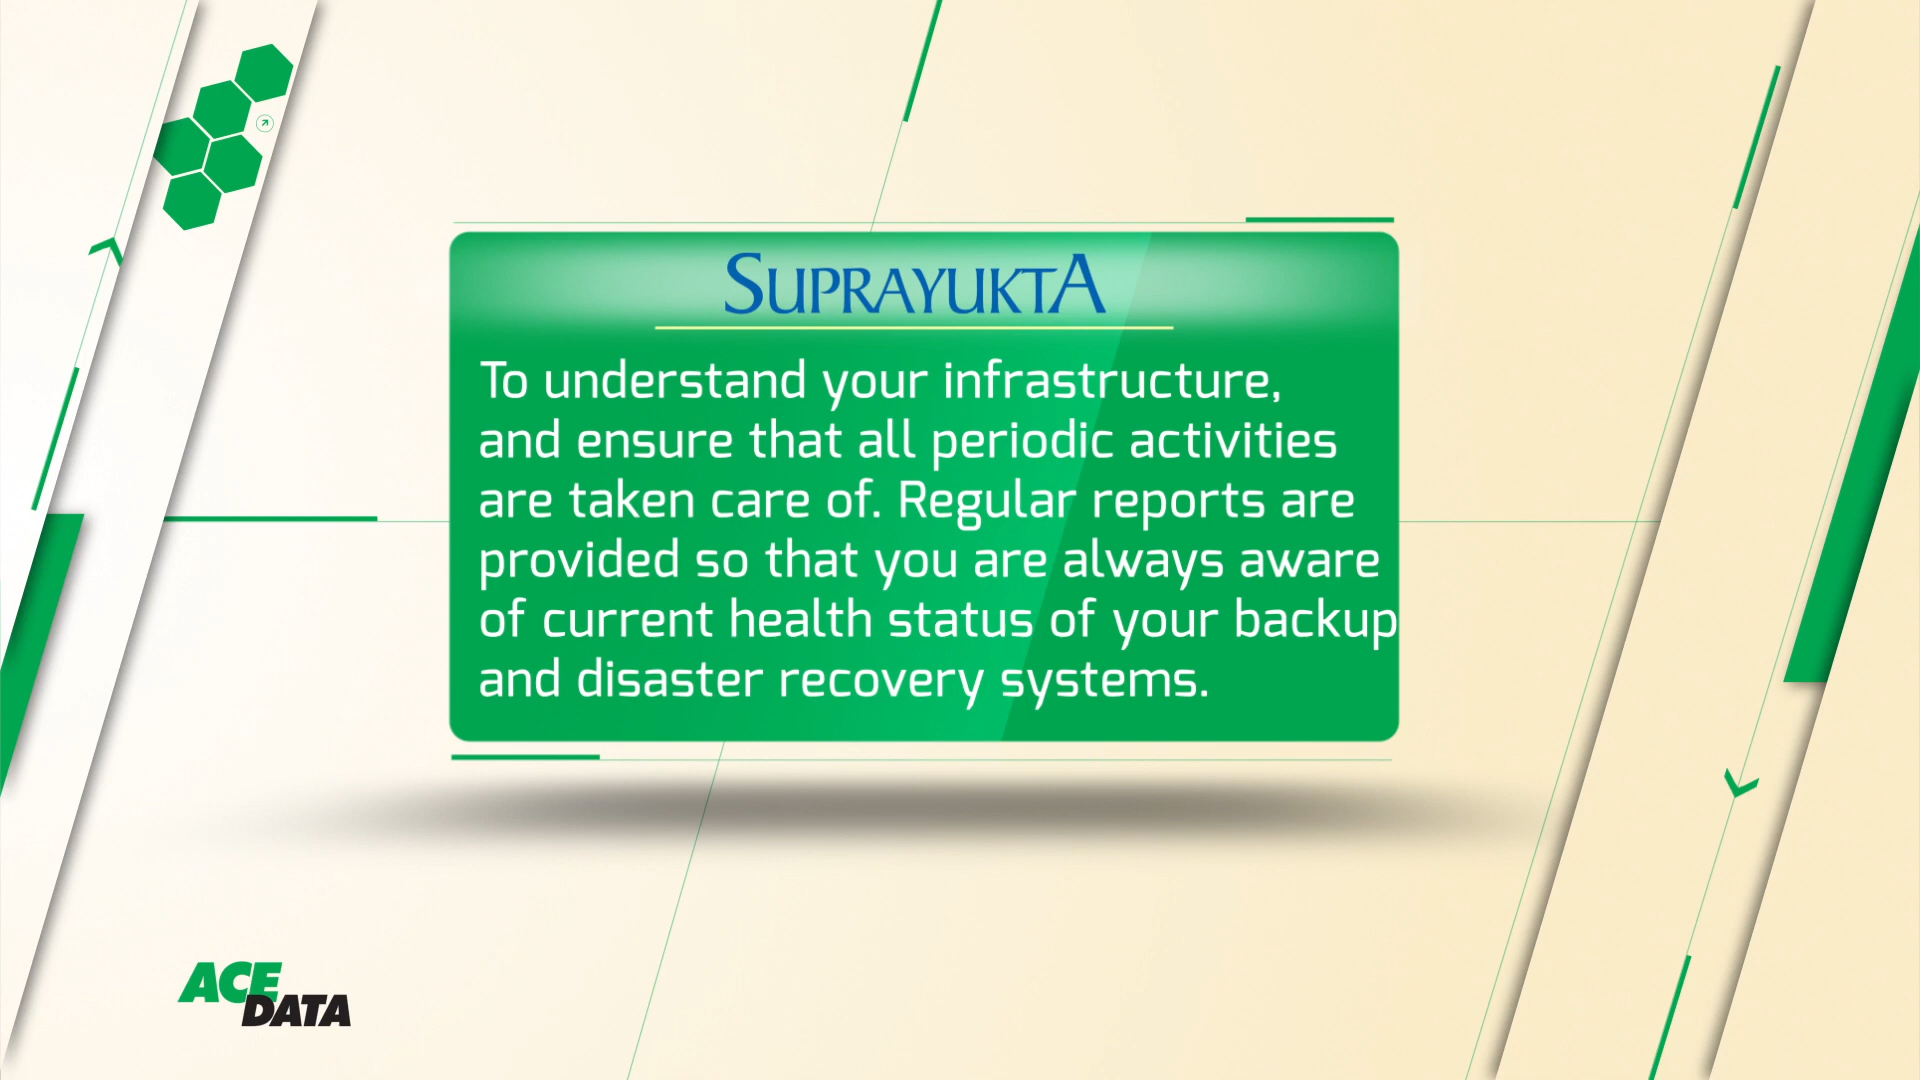 SUPRAYUKTA
To understand your infrastructure,
and ensure that all periodic activities
are taken care of. Regular reports are
provided so that you are always aware
of current health status of your backup
and disaster recovery systems.
ACE
DATA